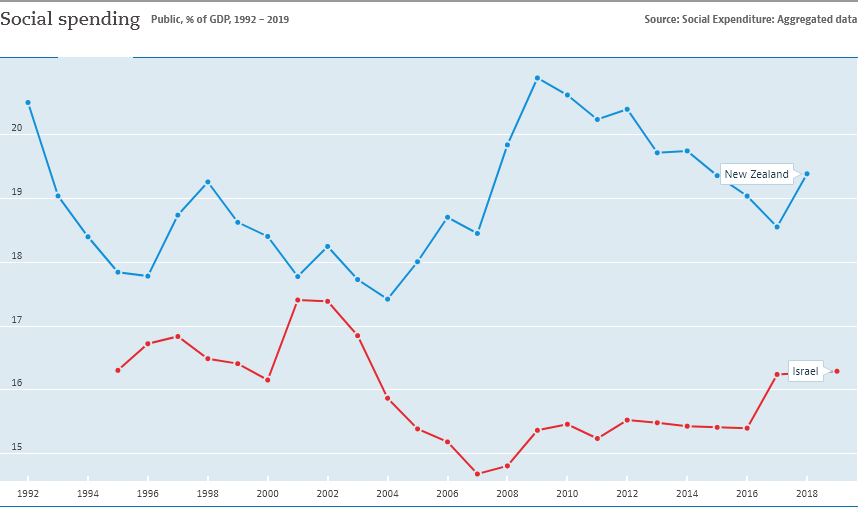 Social spending Public, % of GDP, 1992 – 2019 Source: Social Expenditure: Aggregated data
20
19
18
17
16
15
New Zealand
Israel
1992 1994 1996 1998 2000 2002 2004 2006 2008 2010 2012 2014 2016 2018